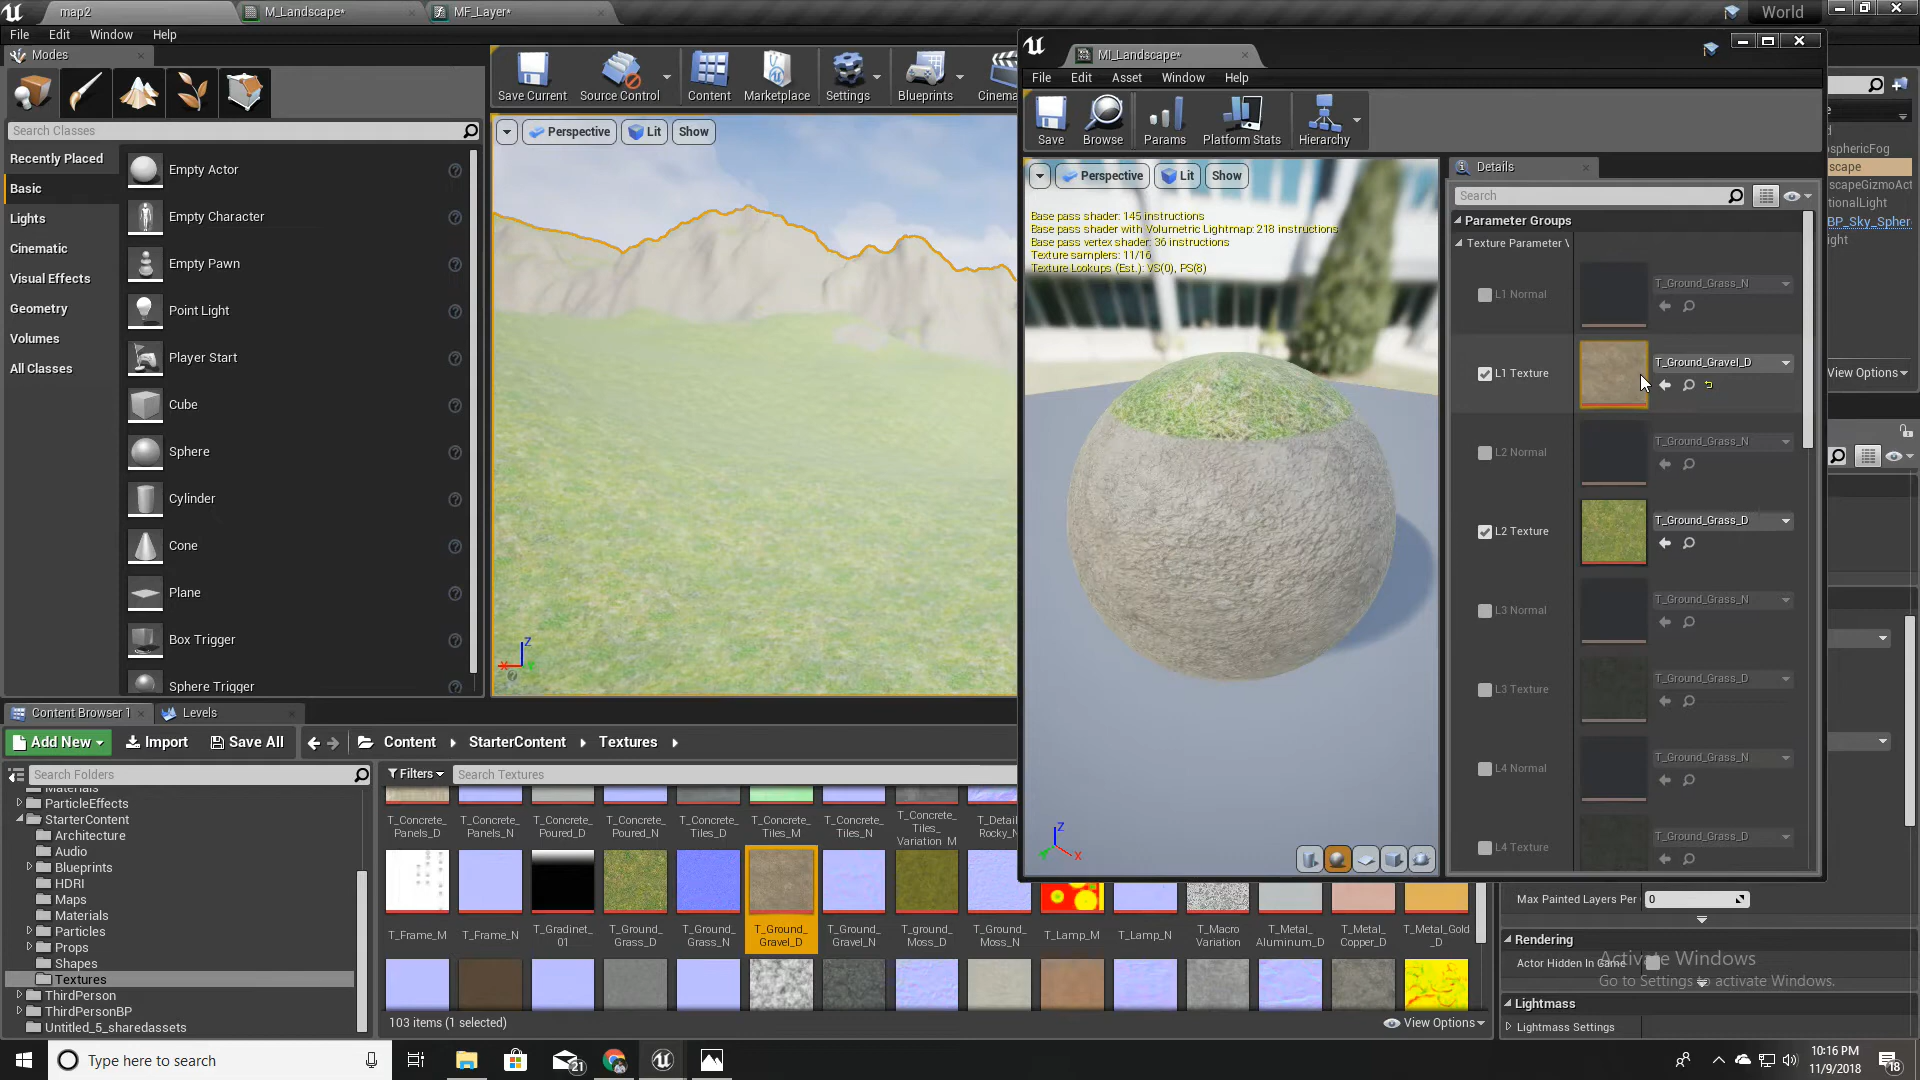 map2
M_Landscape*
MF_Layer*
World
File
Edit
Window
Help
Modes
Search Classes
Recently Placed
Basic
Lights
Cinematic
Visual Effects
Geometry
Volumes
All Classes
Empty Actor
Empty Character
Empty Pawn
Point Light
Player Start
Cube
Sphere
Cylinder
Cone
Plane
Box Trigger
Sphere Trigger
Save Current
Source Control
Content
Marketplace
Settings
Blueprints
Cinema
Perspective
Lit
Show
MI_Landscape*
File
Edit
Asset
Window
Help
Save
Browse
Params
Platform Stats
Hierarchy
Perspective
Lit
Show
Base pass shader: 145 instructions
Base pass shader with Volumetric Lightmap: 218 instructions
Base pass vertex shader: 36 instructions
Texture samplers: 11/16
Texture Lookups (Est.): VS(0), PS(8)
Details
Search
Parameter Groups
Texture Parameter \
L1 Normal
T_Ground_Grass_N
L1 Texture
T_Ground_Gravel_D
L2 Normal
T_Ground_Grass_N
L2 Texture
T_Ground_Grass_D
L3 Normal
T_Ground_Grass_N
L3 Texture
T_Ground_Grass_D
L4 Normal
T_Ground_Grass_N
L4 Texture
T_Ground_Grass_D
sphericFog
scape
scapeGizmoAct
tionalLight
BP_Sky_Spher
ight
View Options
Content Browser 1
Levels
Add New
Import
Save All
Content
StarterContent
Textures
Search Folders
Filters
Search Textures
Materials
ParticleEffects
StarterContent
Architecture
Audio
Blueprints
HDRI
Maps
Materials
Particles
Props
Shapes
Textures
ThirdPerson
ThirdPersonBP
Untitled_5_sharedassets
T_Concrete_
Panels_D
T_Concrete_
Panels_N
T_Concrete_
Poured_D
T_Concrete_
Poured_N
T_Concrete_
Tiles_D
T_Concrete_
Tiles_M
T_Concrete_
Tiles_N
T_Concrete_
Tiles_
Variation_M
T_Detail
Rocky_N
T_Frame_M
T_Frame_N
T_Gradinet_
01
T_Ground_
Grass_D
T_Ground_
Grass_N
T_Ground_
Gravel_D
T_Ground_
Gravel_N
T_ground_
Moss_D
T_Ground_
Moss_N
T_Lamp_M
T_Lamp_N
T_Macro
Variation
T_Metal_
Aluminum_D
T_Metal_
Copper_D
T_Metal_Gold
_D
103 items (1 selected)
View Options
Max Painted Layers Per
0
Rendering
Actor Hidden In Game
Lightmass
Lightmass Settings
Activate Windows
Go to Settings to activate Windows.
Z
X
Z
X
Type here to search
21
10:16 PM
11/9/2018
18